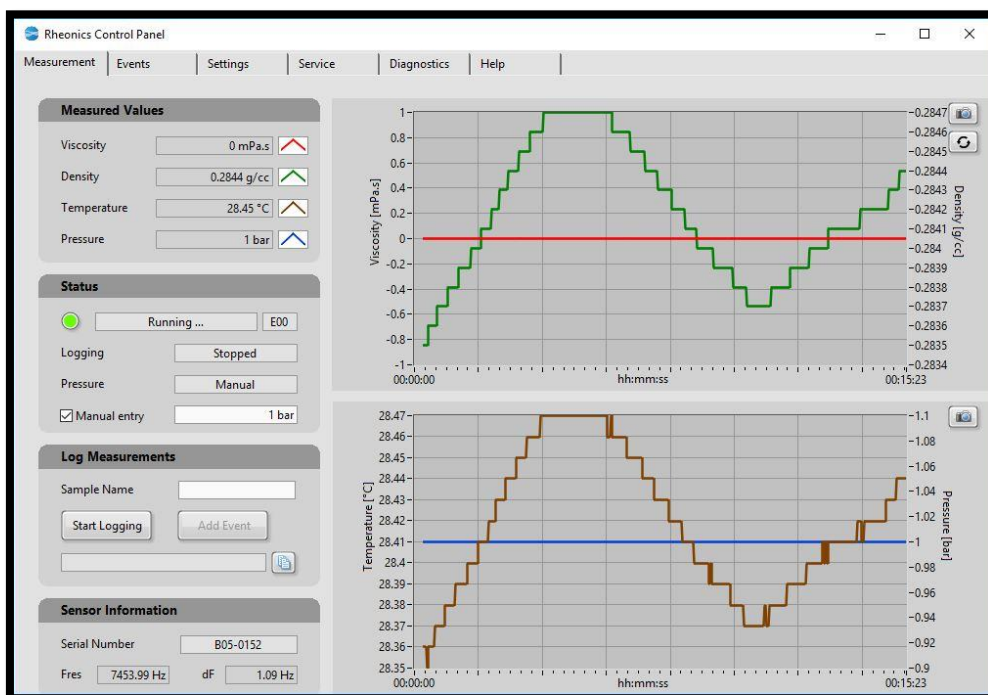 Rheonics Control Panel
Measurement Events Settings Service Diagnostics Help
Measured Values
Viscosity 0 mPa.s
Density 0.2844 g/cc
Temperature 28.45 °C
Pressure 1 bar
Status
Running ... E00
Logging Stopped
Pressure Manual
Manual entry 1 bar
Log Measurements
Sample Name
Start Logging Add Event
Sensor Information
Serial Number B05-0152
Fres 7453.99 Hz dF 1.09 Hz
Viscosity [mPa.s]
1
0.8
0.6
0.4
0.2
0
-0.2
-0.4
-0.6
-0.8
-1
0.2847
0.2846
0.2845
0.2844
0.2843
0.2842
0.2841
0.284
0.2839
0.2838
0.2837
0.2836
0.2835
0.2834
Density [g/cc]
00:00:00 hh:mm:ss 00:15:23
Temperature [°C]
28.47
28.46
28.45
28.44
28.43
28.42
28.41
28.4
28.39
28.38
28.37
28.36
28.35
1.1
1.08
1.06
1.04
1.02
1
0.98
0.96
0.94
0.92
0.9
Pressure [bar]
00:00:00 hh:mm:ss 00:15:23